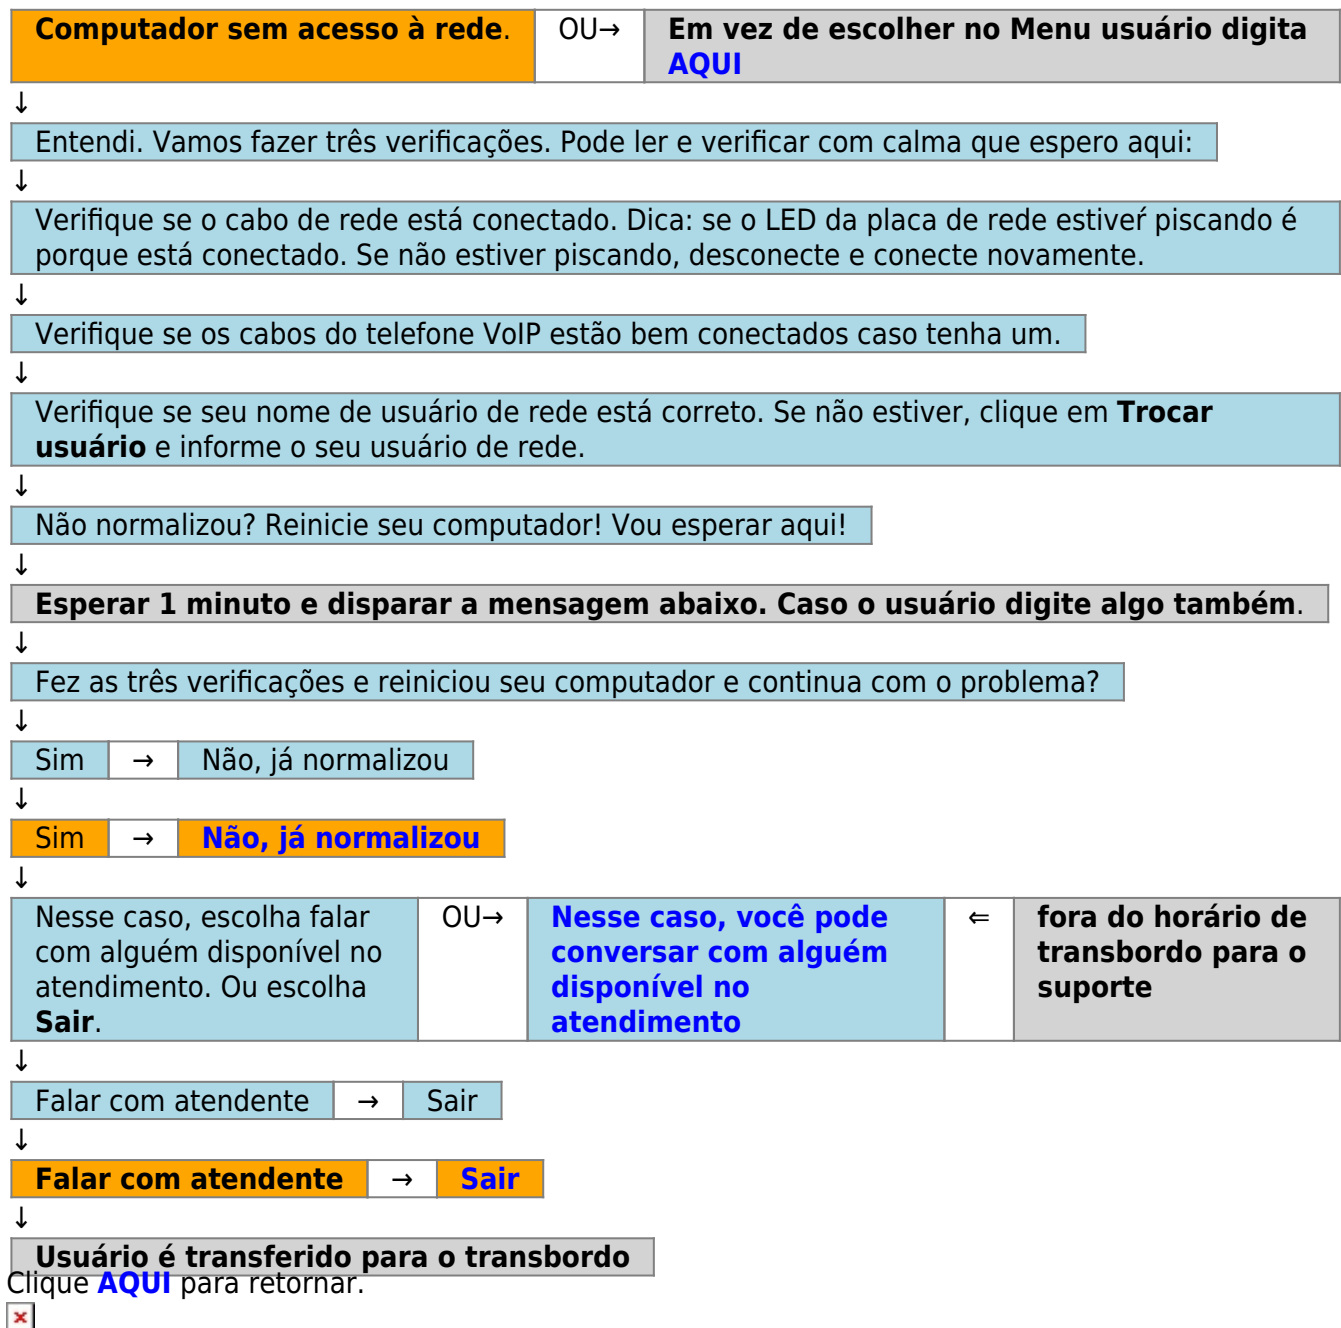 Computador sem acesso à rede. OU→ Em vez de escolher no Menu usuário digita
AQUI
↓
Entendi. Vamos fazer três verificações. Pode ler e verificar com calma que espero aqui:
↓
Verifique se o cabo de rede está conectado. Dica: se o LED da placa de rede estiveŕ piscando é
porque está conectado. Se não estiver piscando, desconecte e conecte novamente.
↓
Verifique se os cabos do telefone VoIP estão bem conectados caso tenha um.
↓
Verifique se seu nome de usuário de rede está correto. Se não estiver, clique em Trocar
usuário e informe o seu usuário de rede.
↓
Não normalizou? Reinicie seu computador! Vou esperar aqui!
↓
Esperar 1 minuto e disparar a mensagem abaixo. Caso o usuário digite algo também.
↓
Fez as três verificações e reiniciou seu computador e continua com o problema?
↓
Sim → Não, já normalizou
↓
Sim → Não, já normalizou
↓
Nesse caso, escolha falar
com alguém disponível no
atendimento. Ou escolha
Sair.
OU→
Nesse caso, você pode
conversar com alguém
disponível no
atendimento
⇐
fora do horário de
transbordo para o
suporte
↓
Falar com atendente → Sair
↓
Falar com atendente → Sair
↓
Usuário é transferido para o transbordo
Clique AQUI para retornar.